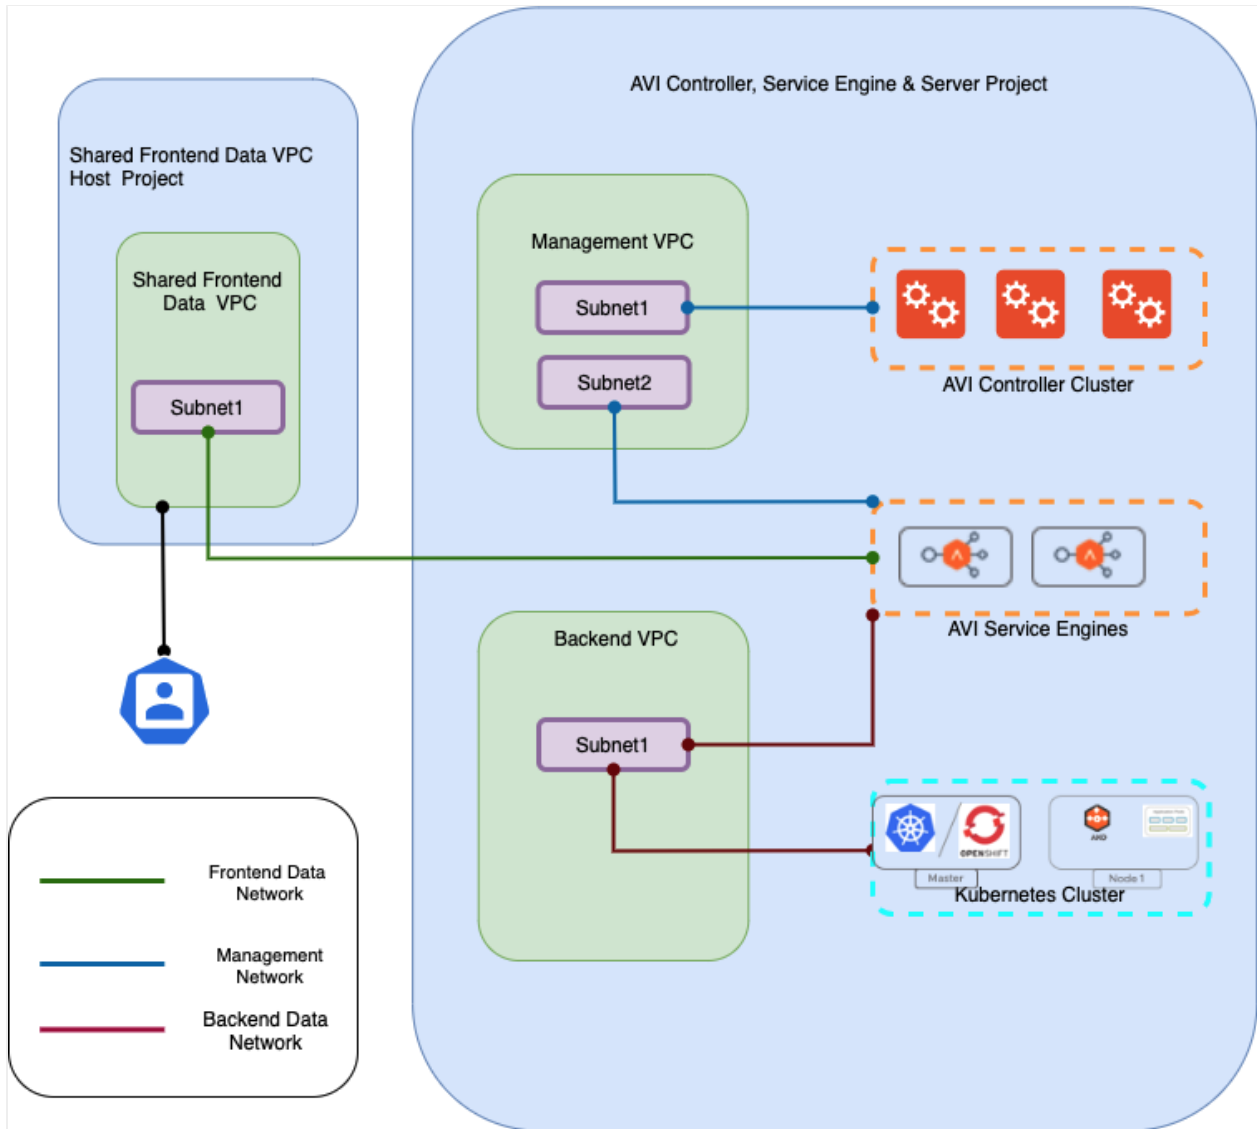 AVI Controller, Service Engine & Server Project
Shared Frontend Data VPC
Host Project
Shared Frontend
Data VPC
Subnet1
Management VPC
Subnet1
Subnet2
AVI Controller Cluster
AVI Service Engines
Backend VPC
Subnet1
OPENSHIFT
Master
AKO
Node 1
Kubernetes Cluster
Frontend Data
Network
Management
Network
Backend Data
Network